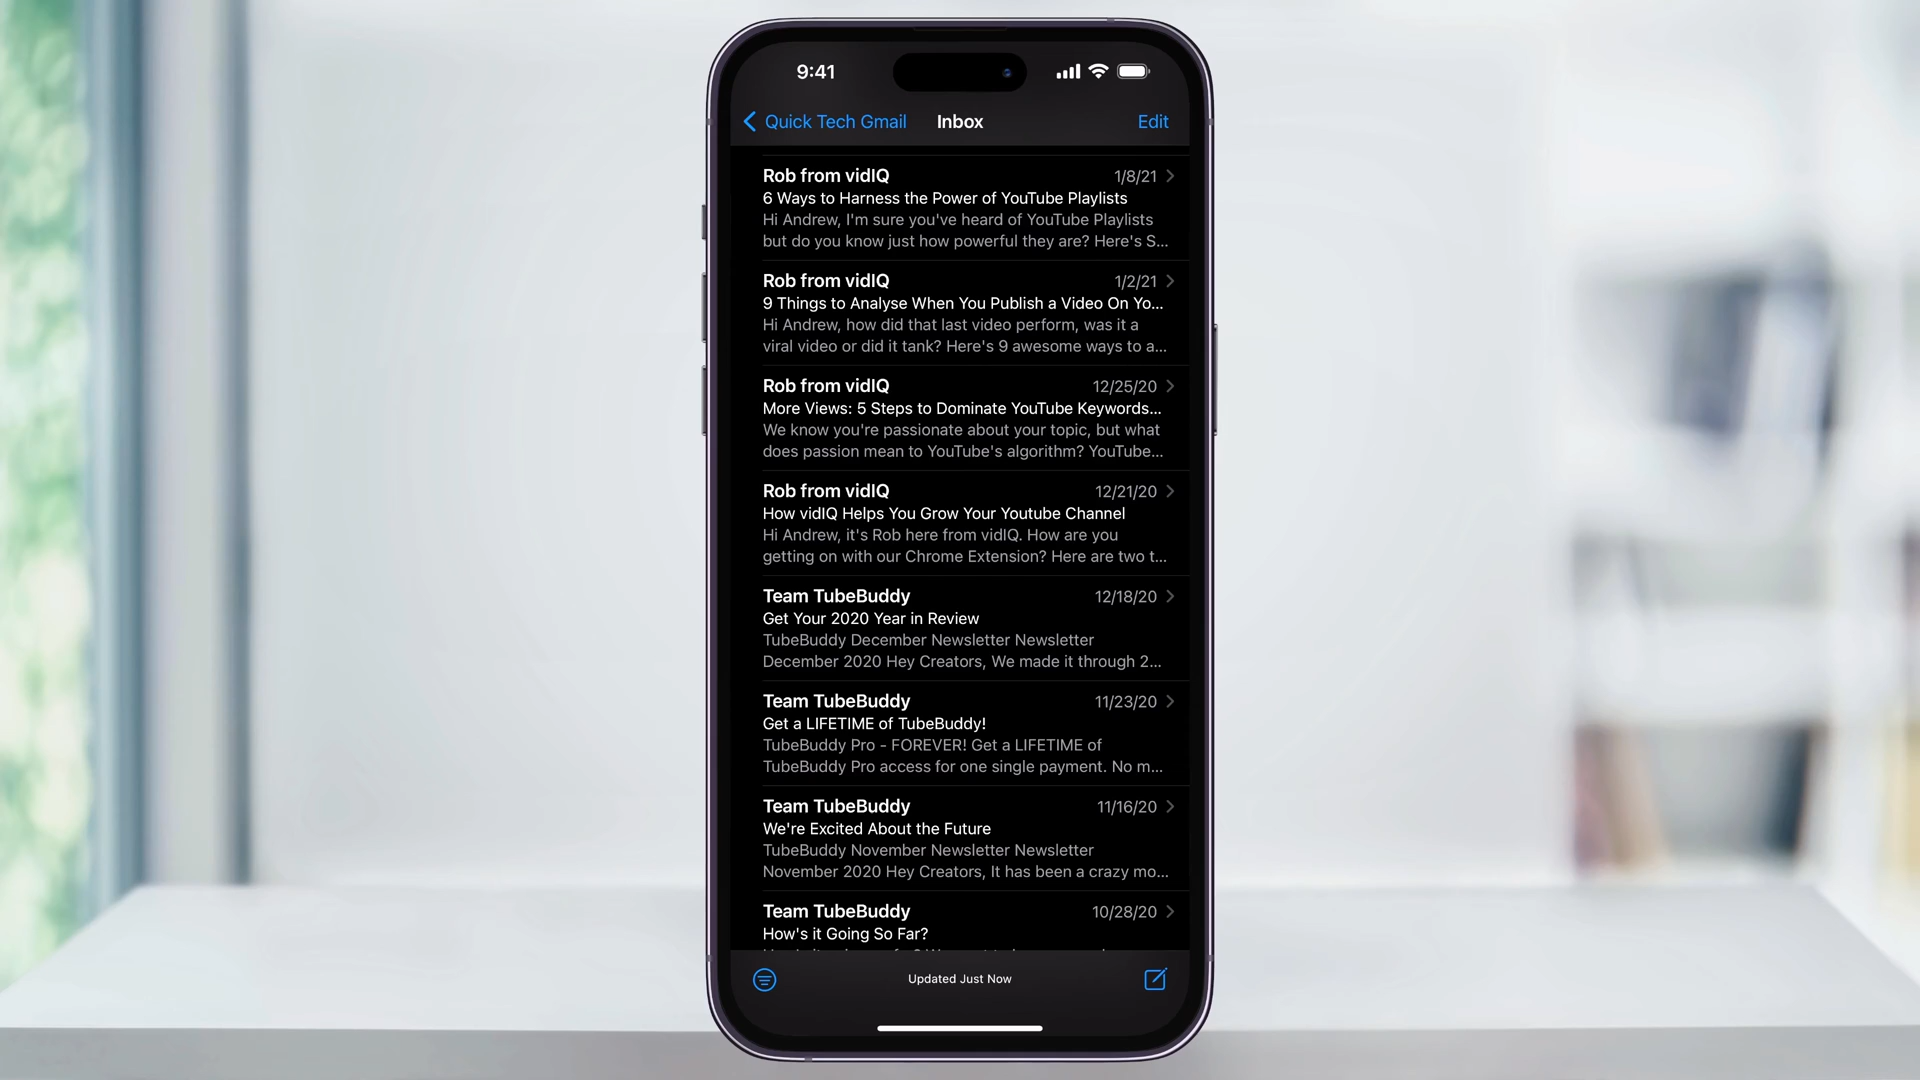 9:41
Quick Tech Gmail Inbox Edit
Rob from vidIQ 1/8/21
6 Ways to Harness the Power of YouTube Playlists
Hi Andrew, I'm sure you've heard of YouTube Playlists
but do you know just how powerful they are? Here's S...
Rob from vidIQ 1/2/21
9 Things to Analyse When You Publish a Video On Yo...
Hi Andrew, how did that last video perform, was it a
viral video or did it tank? Here's 9 awesome ways to a...
Rob from vidIQ 12/25/20
More Views: 5 Steps to Dominate YouTube Keywords...
We know you're passionate about your topic, but what
does passion mean to YouTube's algorithm? YouTube...
Rob from vidIQ 12/21/20
How vidIQ Helps You Grow Your Youtube Channel
Hi Andrew, it's Rob here from vidIQ. How are you
getting on with our Chrome Extension? Here are two t...
Team TubeBuddy 12/18/20
Get Your 2020 Year in Review
TubeBuddy December Newsletter Newsletter
December 2020 Hey Creators, We made it through 2...
Team TubeBuddy 11/23/20
Get a LIFETIME of TubeBuddy!
TubeBuddy Pro - FOREVER! Get a LIFETIME of
TubeBuddy Pro access for one single payment. No m...
Team TubeBuddy 11/16/20
We're Excited About the Future
TubeBuddy November Newsletter Newsletter
November 2020 Hey Creators, It has been a crazy mo...
Team TubeBuddy 10/28/20
How's it Going So Far?
Updated Just Now